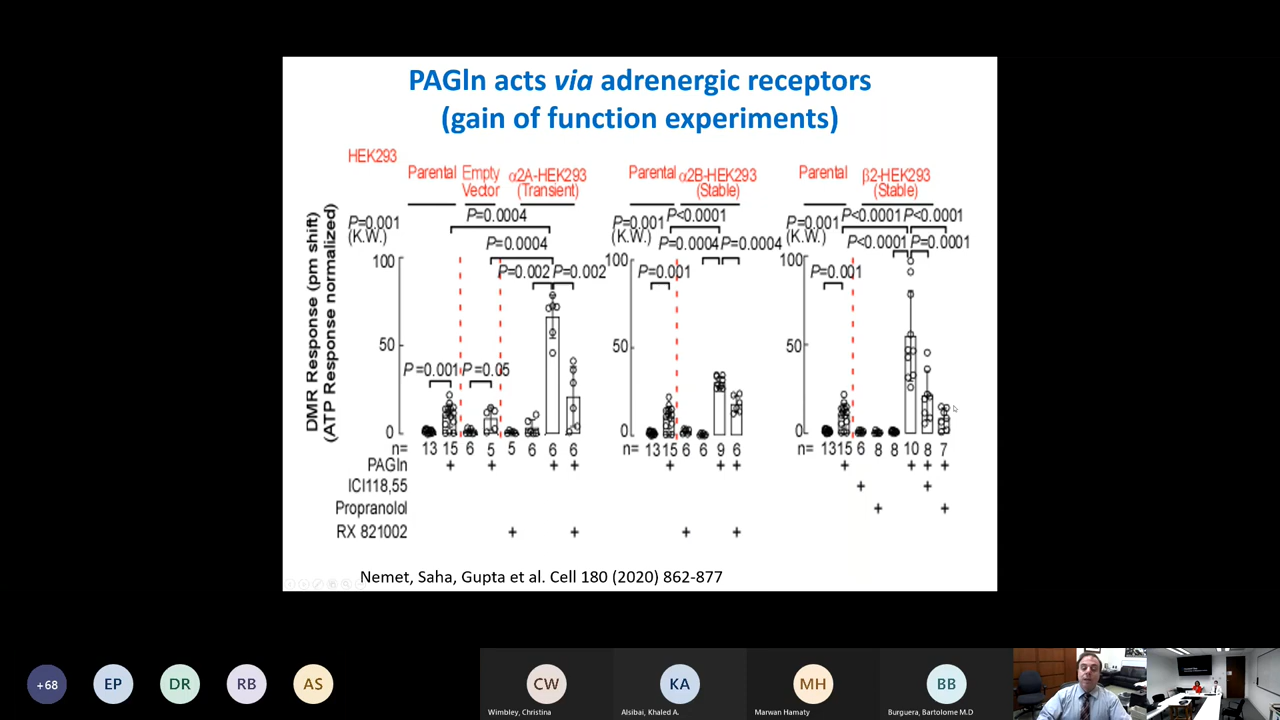 PAGln acts via adrenergic receptors
(gain of function experiments)
HEK293
Parental
Empty
Vector
α2A-HEK293
(Transient)
Parental
α2B-HEK293
(Stable)
Parental
β2-HEK293
(Stable)
DMR Response (pm shift)
(ATP Response normalized)
P=0.001
(K.W.)
P=0.0004
P=0.0004
P=0.002
P=0.002
P=0.001
P=0.05
100
50
0
P=0.001
(K.W.)
P<0.0001
P=0.0004
P=0.0004
P=0.001
100
50
0
P=0.001
(K.W.)
P<0.0001
P<0.0001
P<0.0001
P=0.0001
P=0.001
100
50
0
n= 13 15 6 5 5 6 6 6 n= 13 15 6 6 9 6 n= 13 15 6 8 8 10 8 7
PAGln + + + + + + + + + + +
ICI118,55 + +
Propranolol + +
RX 821002 + + + +
Nemet, Saha, Gupta et al. Cell 180 (2020) 862-877
+68 EP DR RB AS CW KA MH BB
Wimbley, Christina
Alsibai, Khaled A.
Marwan Hamaty
Burguera, Bartolome M.D